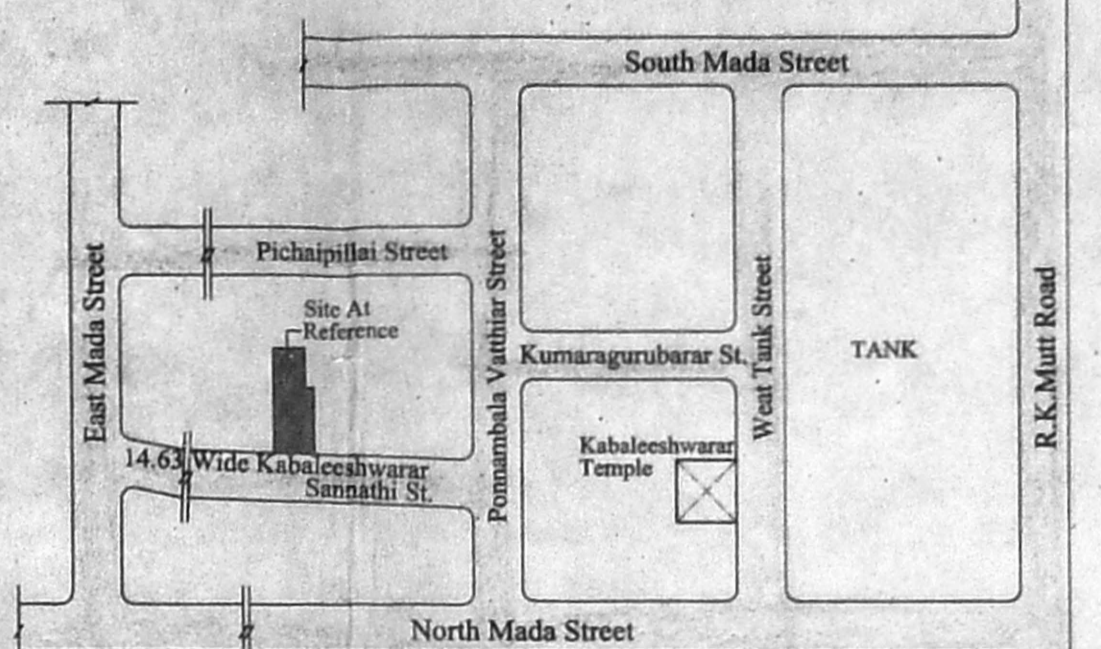 South Mada Street
Pichaipillai Street
East Mada Street
Site At
Reference
Ponnambala Vatthiar Street
Kumaragurubarar St.
Weat Tank Street
TANK
R.K.Mutt Road
Kabaleeshwarar
Temple
14.63 Wide Kabaleeshwarar
Sannathi St.
North Mada Street